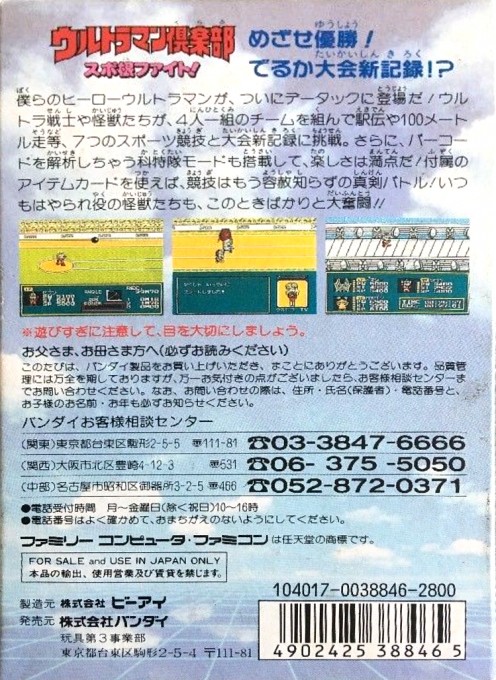 ウルトラマン倶楽部
スポ根ファイト!
めざせ優勝!
でるか大会新記録!?
僕らのヒーローウルトラマンが、ついにデータックに登場だ!ウル
トラ戦士や怪獣たちが、4人一組のチームを組んで駅伝や100メート
ル走等、7つのスポーツ競技と大会新記録に挑戦。さらに、バーコー
ドを解析しちゃう科特隊モードも搭載して、楽しさは満点だ!付属の
アイテムカードを使えば、競技はもう容赦知らずの真剣バトル!いつ
もはやられ役の怪獣たちも、このときばかりと大奮闘!!
※遊びすぎに注意して、目を大切にしましょう。
お父さま、お母さま方へ(必ずお読みください)
このたびは、バンダイ製品をお買い上げいただき、まことにありがとうございます。品質管
理には万全を期しておりますが、万一お気付きの点がございましたら、お客様相談センターま
でお問い合わせください。なお、お問い合わせの際は、住所・氏名(保護者)・電話番号と、
お子様のお名前・お年も必ずお知らせください。
バンダイお客様相談センター
(関東)東京都台東区駒形2-5-5 〠111-81 ☎03-3847-6666
(関西)大阪市北区豊崎4-12-3 〠531 ☎06-375-5050
(中部)名古屋市昭和区御器所3-2-5 〠466 ☎052-872-0371
●電話受付時間 月〜金曜日(除く祝日)10〜16時
●電話番号はよく確かめて、おまちがえのないようにしてください。
ファミリーコンピュータ・ファミコンは任天堂の商標です。
FOR SALE and USE IN JAPAN ONLY
本品の輸出、使用営業及び賃貸を禁じます。
104017-0038846-2800
製造元 株式会社 ビーアイ
発売元 株式会社バンダイ
玩具第3事業部
東京都台東区駒形2-5-4 〒111-81
4902425388465